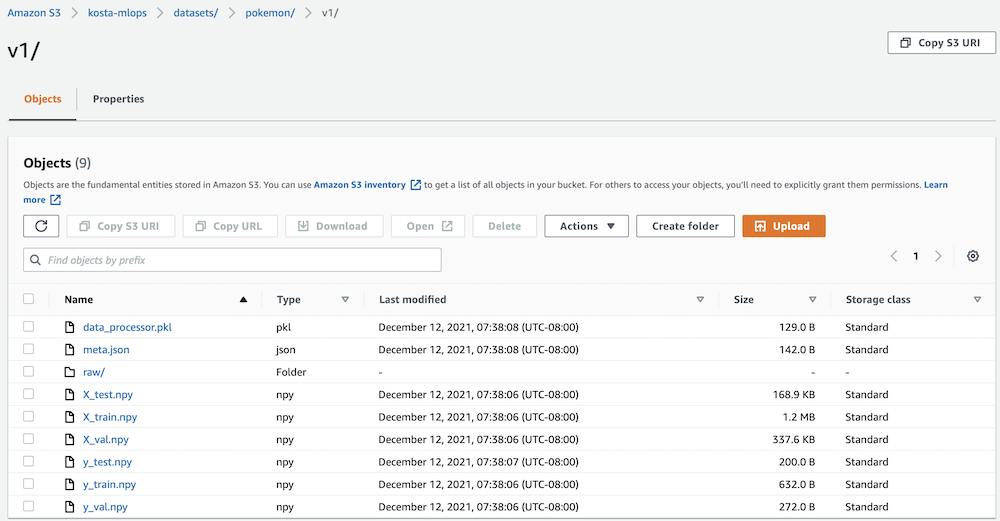 Amazon S3 > kosta-mlops > datasets/ > pokemon/ > v1/
v1/
Copy S3 URI
Objects Properties
Objects (9)
Objects are the fundamental entities stored in Amazon S3. You can use Amazon S3 inventory to get a list of all objects in your bucket. For others to access your objects, you'll need to explicitly grant them permissions. Learn
more
Copy S3 URI Copy URL Download Open Delete Actions Create folder Upload
Find objects by prefix
1
Name Type Last modified Size Storage class
data_processor.pkl pkl December 12, 2021, 07:38:08 (UTC-08:00) 129.0 B Standard
meta.json json December 12, 2021, 07:38:08 (UTC-08:00) 142.0 B Standard
raw/ Folder - - -
X_test.npy npy December 12, 2021, 07:38:06 (UTC-08:00) 168.9 KB Standard
X_train.npy npy December 12, 2021, 07:38:06 (UTC-08:00) 1.2 MB Standard
X_val.npy npy December 12, 2021, 07:38:06 (UTC-08:00) 337.6 KB Standard
y_test.npy npy December 12, 2021, 07:38:07 (UTC-08:00) 200.0 B Standard
y_train.npy npy December 12, 2021, 07:38:06 (UTC-08:00) 632.0 B Standard
y_val.npy npy December 12, 2021, 07:38:06 (UTC-08:00) 272.0 B Standard